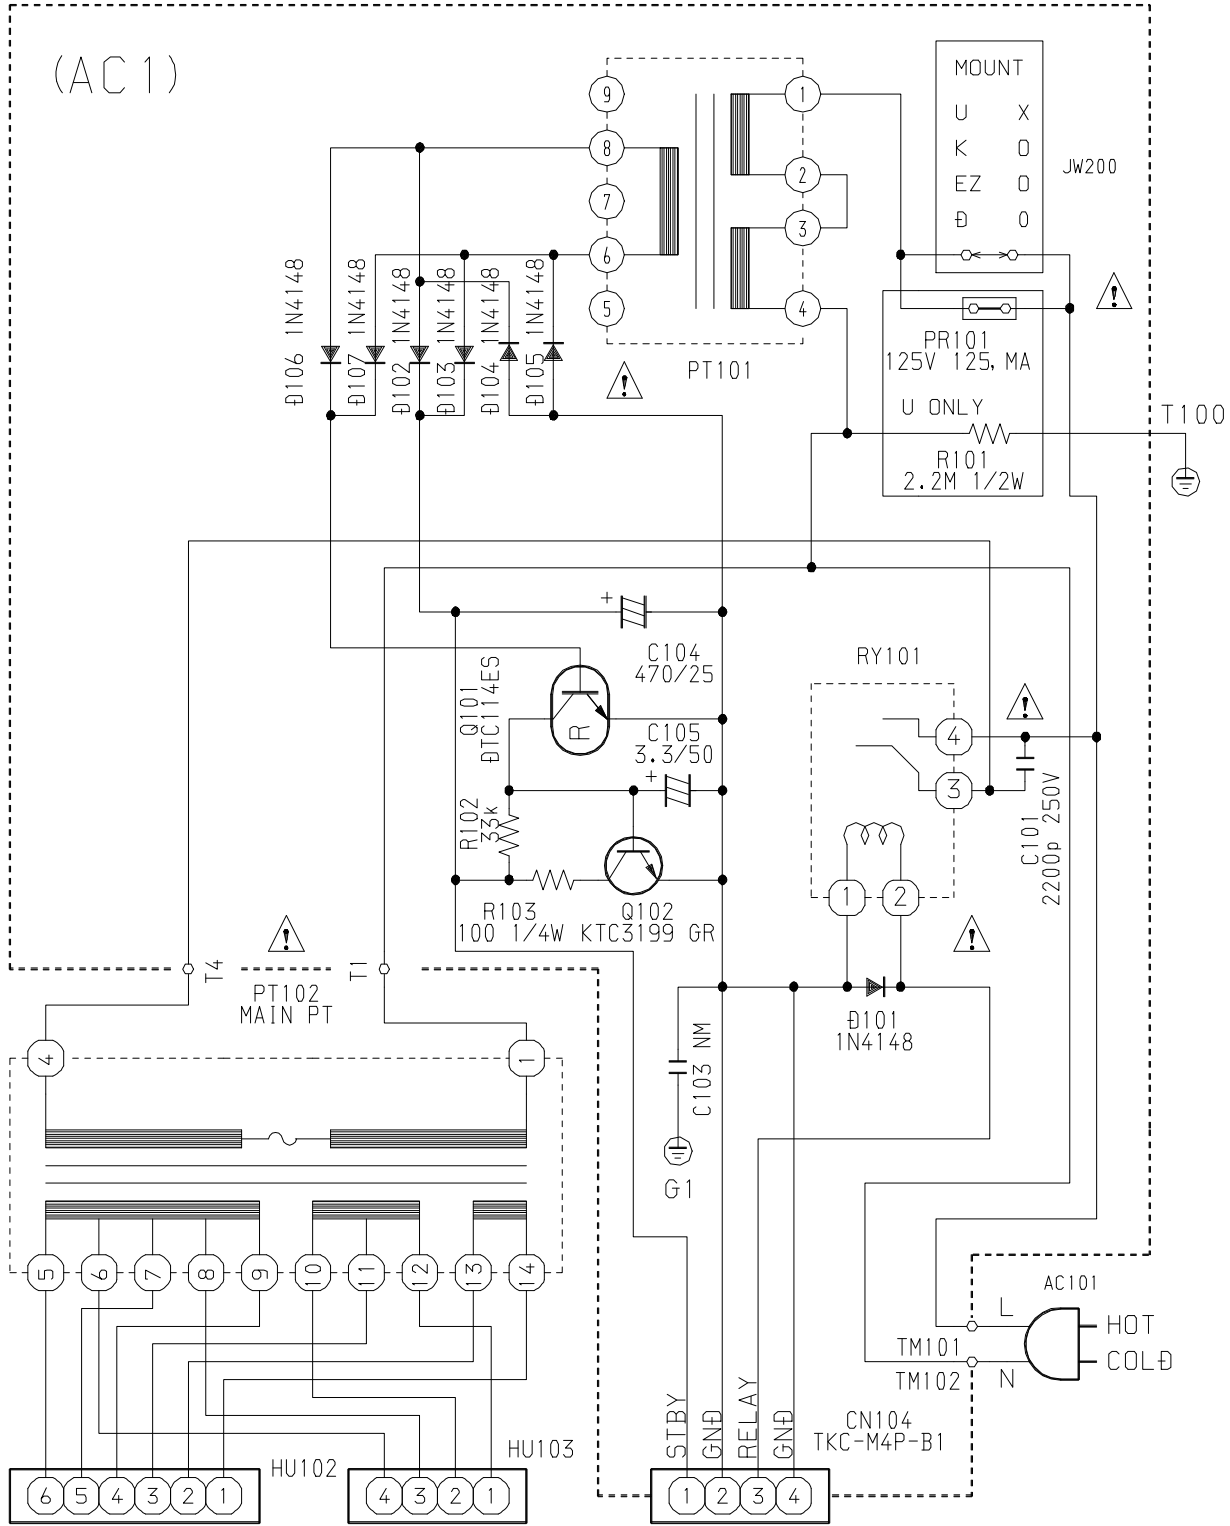 (AC1)
MOUNT
U X
K O
EZ O
Đ O
JW200
9
8
7
6
5
1
2
3
4
PT101
!
!
PR101
125V 125, MA
U ONLY
R101
2.2M 1/2W
T100
Đ106 1N4148
Đ107 1N4148
Đ102 1N4148
Đ103 1N4148
Đ104 1N4148
Đ105 1N4148
+
C104
470/25
Q101
ĐTC114ES
R
C105
3.3/50
+
R102
33k
R103
100 1/4W
Q102
KTC3199 GR
RY101
4
3
1
2
!
C101
2200p 250V
!
!
T4
T1
PT102
MAIN PT
Đ101
1N4148
C103 NM
G1
4
1
5
6
7
8
9
10
11
12
13
14
AC101
L
HOT
TM101
COLĐ
TM102
N
STBY
GNĐ
RELAY
GNĐ
CN104
TKC-M4P-B1
HU102
HU103
6 5 4 3 2 1
4 3 2 1
1 2 3 4